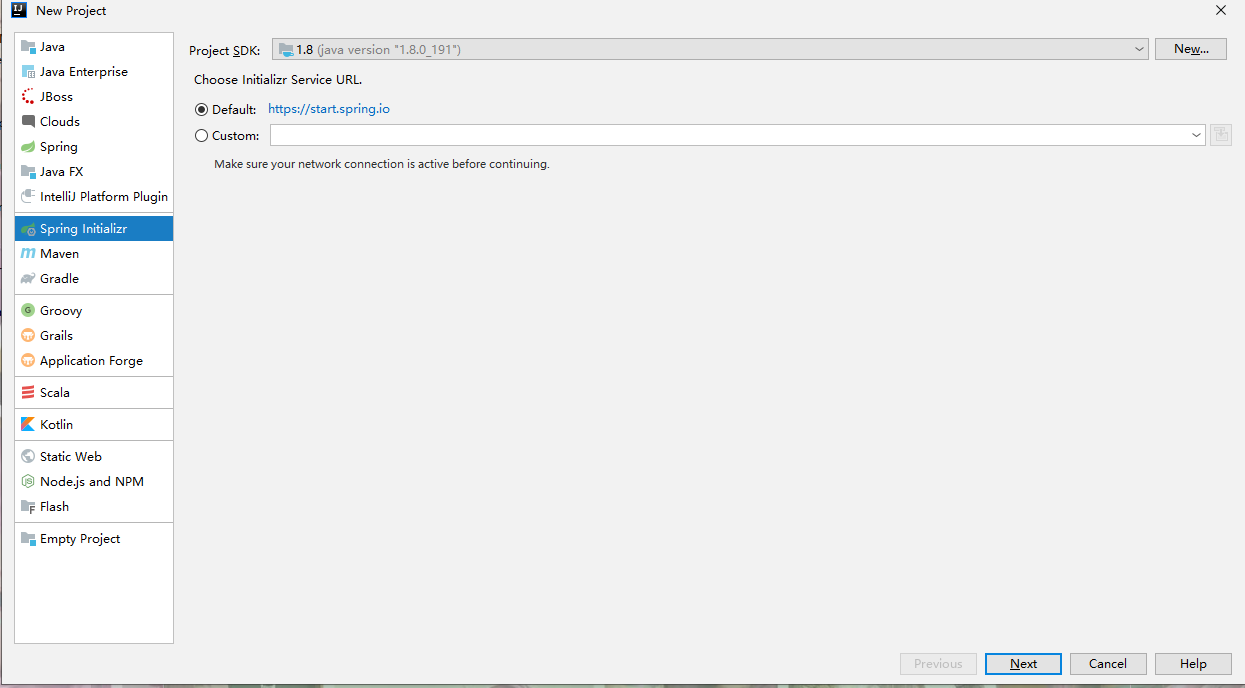 New Project
Java
Java Enterprise
JBoss
Clouds
Spring
Java FX
IntelliJ Platform Plugin
Spring Initializr
Maven
Gradle
Groovy
Grails
Application Forge
Scala
Kotlin
Static Web
Node.js and NPM
Flash
Empty Project
Project SDK: 1.8 (java version "1.8.0_191") New...
Choose Initializr Service URL.
Default: https://start.spring.io
Custom:
Make sure your network connection is active before continuing.
Previous Next Cancel Help